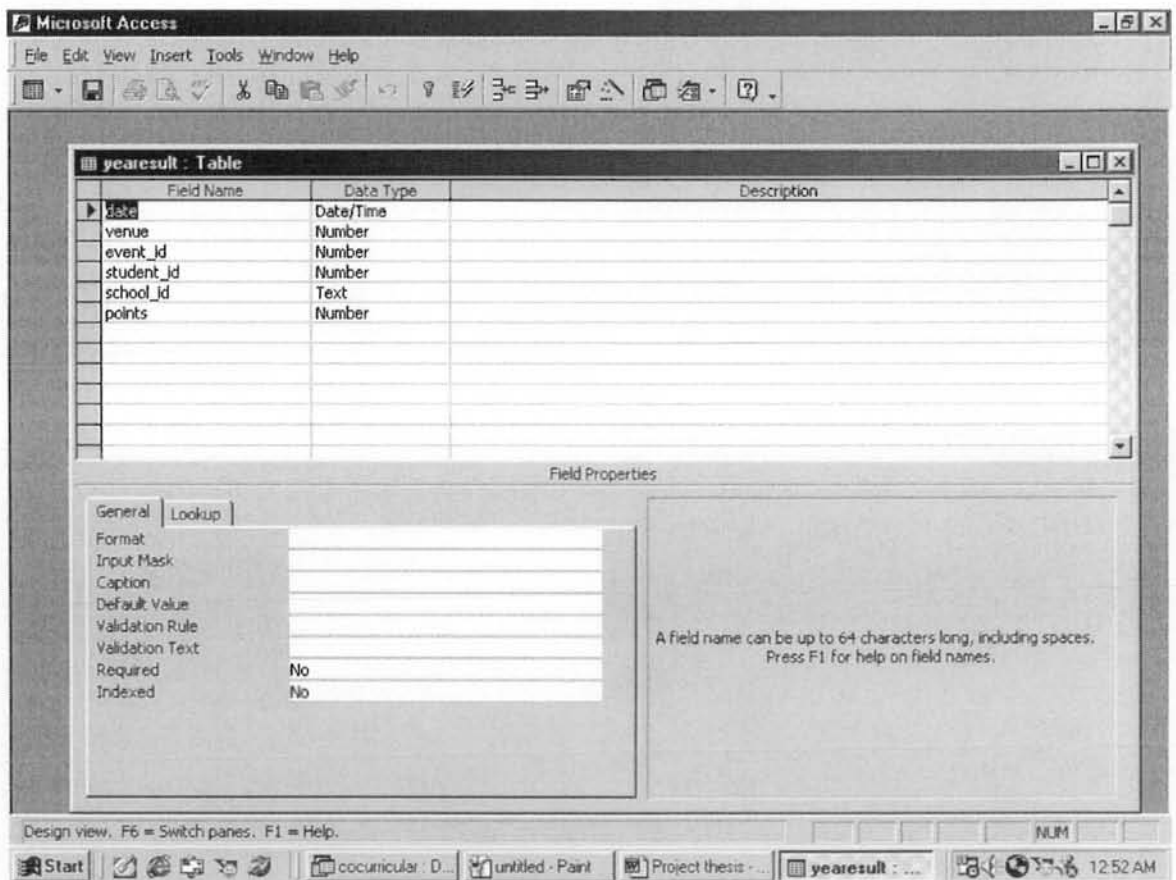 Microsoft Access
File Edit View Insert Tools Window Help
yearesult : Table
Field Name Data Type Description
date Date/Time
venue Number
event_id Number
student_id Number
school_id Text
points Number
Field Properties
General Lookup
Format
Input Mask
Caption
Default Value
Validation Rule
Validation Text
Required No
Indexed No
A field name can be up to 64 characters long, including spaces.
Press F1 for help on field names.
Design view. F6 = Switch panes. F1 = Help. NUM
Start cocurricular : D... untitled - Paint Project thesis - ... yearesult : ... 12:52 AM